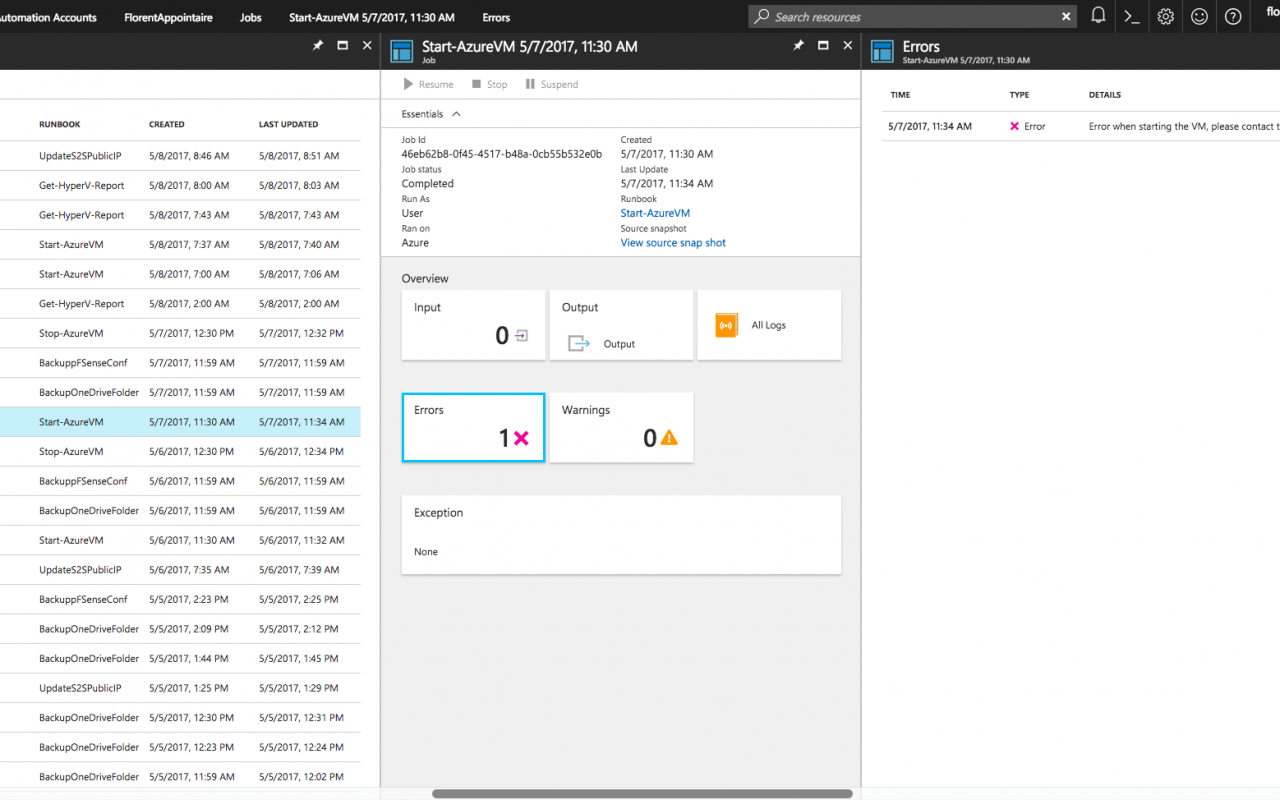 utomation Accounts FlorentAppointaire Jobs Start-AzureVM 5/7/2017, 11:30 AM Errors Search resources flo
Start-AzureVM 5/7/2017, 11:30 AM
Job
Resume Stop Suspend
Errors
Start-AzureVM 5/7/2017, 11:30 AM
RUNBOOK CREATED LAST UPDATED
UpdateS2SPublicIP 5/8/2017, 8:46 AM 5/8/2017, 8:51 AM
Get-HyperV-Report 5/8/2017, 8:00 AM 5/8/2017, 8:03 AM
Get-HyperV-Report 5/8/2017, 7:43 AM 5/8/2017, 7:43 AM
Start-AzureVM 5/8/2017, 7:37 AM 5/8/2017, 7:40 AM
Start-AzureVM 5/8/2017, 7:00 AM 5/8/2017, 7:06 AM
Get-HyperV-Report 5/8/2017, 2:00 AM 5/8/2017, 2:00 AM
Stop-AzureVM 5/7/2017, 12:30 PM 5/7/2017, 12:32 PM
BackuppFSenseConf 5/7/2017, 11:59 AM 5/7/2017, 11:59 AM
BackupOneDriveFolder 5/7/2017, 11:59 AM 5/7/2017, 11:59 AM
Start-AzureVM 5/7/2017, 11:30 AM 5/7/2017, 11:34 AM
Stop-AzureVM 5/6/2017, 12:30 PM 5/6/2017, 12:34 PM
BackuppFSenseConf 5/6/2017, 11:59 AM 5/6/2017, 11:59 AM
BackupOneDriveFolder 5/6/2017, 11:59 AM 5/6/2017, 11:59 AM
Start-AzureVM 5/6/2017, 11:30 AM 5/6/2017, 11:32 AM
UpdateS2SPublicIP 5/6/2017, 7:35 AM 5/6/2017, 7:39 AM
BackuppFSenseConf 5/5/2017, 2:23 PM 5/5/2017, 2:25 PM
BackupOneDriveFolder 5/5/2017, 2:09 PM 5/5/2017, 2:12 PM
BackupOneDriveFolder 5/5/2017, 1:44 PM 5/5/2017, 1:45 PM
UpdateS2SPublicIP 5/5/2017, 1:25 PM 5/5/2017, 1:29 PM
BackupOneDriveFolder 5/5/2017, 12:30 PM 5/5/2017, 12:31 PM
BackupOneDriveFolder 5/5/2017, 12:23 PM 5/5/2017, 12:24 PM
BackupOneDriveFolder 5/5/2017, 11:59 AM 5/5/2017, 12:02 PM
Essentials
Job Id
46eb62b8-0f45-4517-b48a-0cb55b532e0b
Job status
Completed
Run As
User
Ran on
Azure
Created
5/7/2017, 11:30 AM
Last Update
5/7/2017, 11:34 AM
Runbook
Start-AzureVM
Source snapshot
View source snap shot
Overview
Input
0
Output
Output
All Logs
Errors
1
Warnings
0
Exception
None
TIME TYPE DETAILS
5/7/2017, 11:34 AM Error Error when starting the VM, please contact t